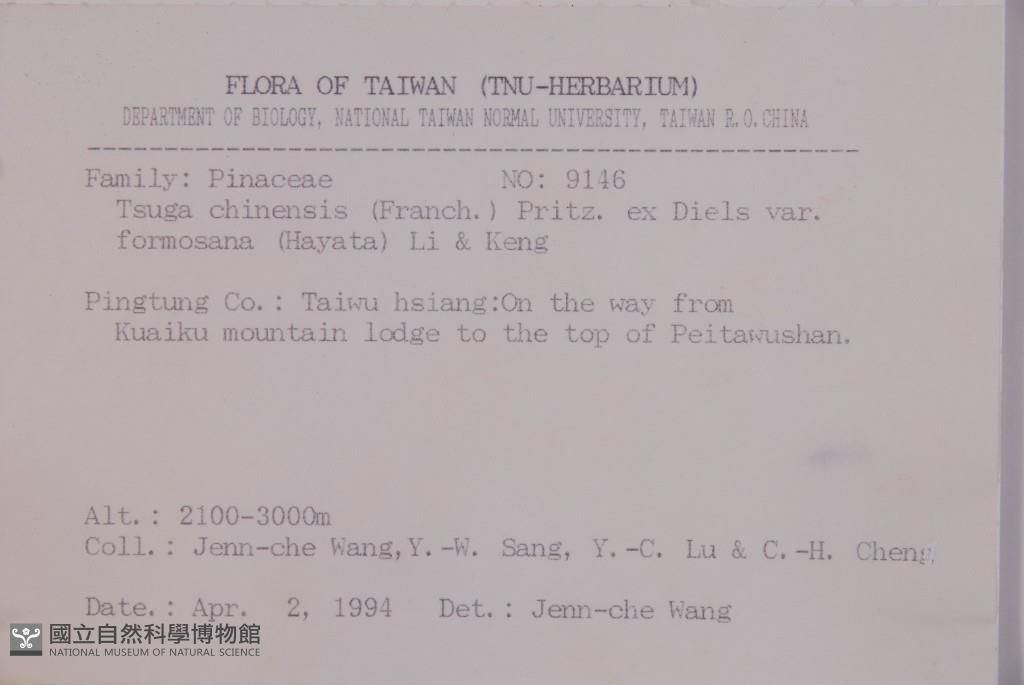 FLORA OF TAIWAN (TNU-HERBARIUM)
DEPARTMENT OF BIOLOGY, NATIONAL TAIWAN NORMAL UNIVERSITY, TAIWAN R.O.CHINA
Family: Pinaceae NO: 9146
Tsuga chinensis (Franch.) Pritz. ex Diels var.
formosana (Hayata) Li & Keng
Pingtung Co.: Taiwu hsiang:On the way from
Kuaiku mountain lodge to the top of Peitawushan.
Alt.: 2100-3000m
Coll.: Jenn-che Wang,Y.-W. Sang, Y.-C. Lu & C.-H. Cheng,
Date.: Apr. 2, 1994 Det.: Jenn-che Wang
國立自然科學博物館
NATIONAL MUSEUM OF NATURAL SCIENCE